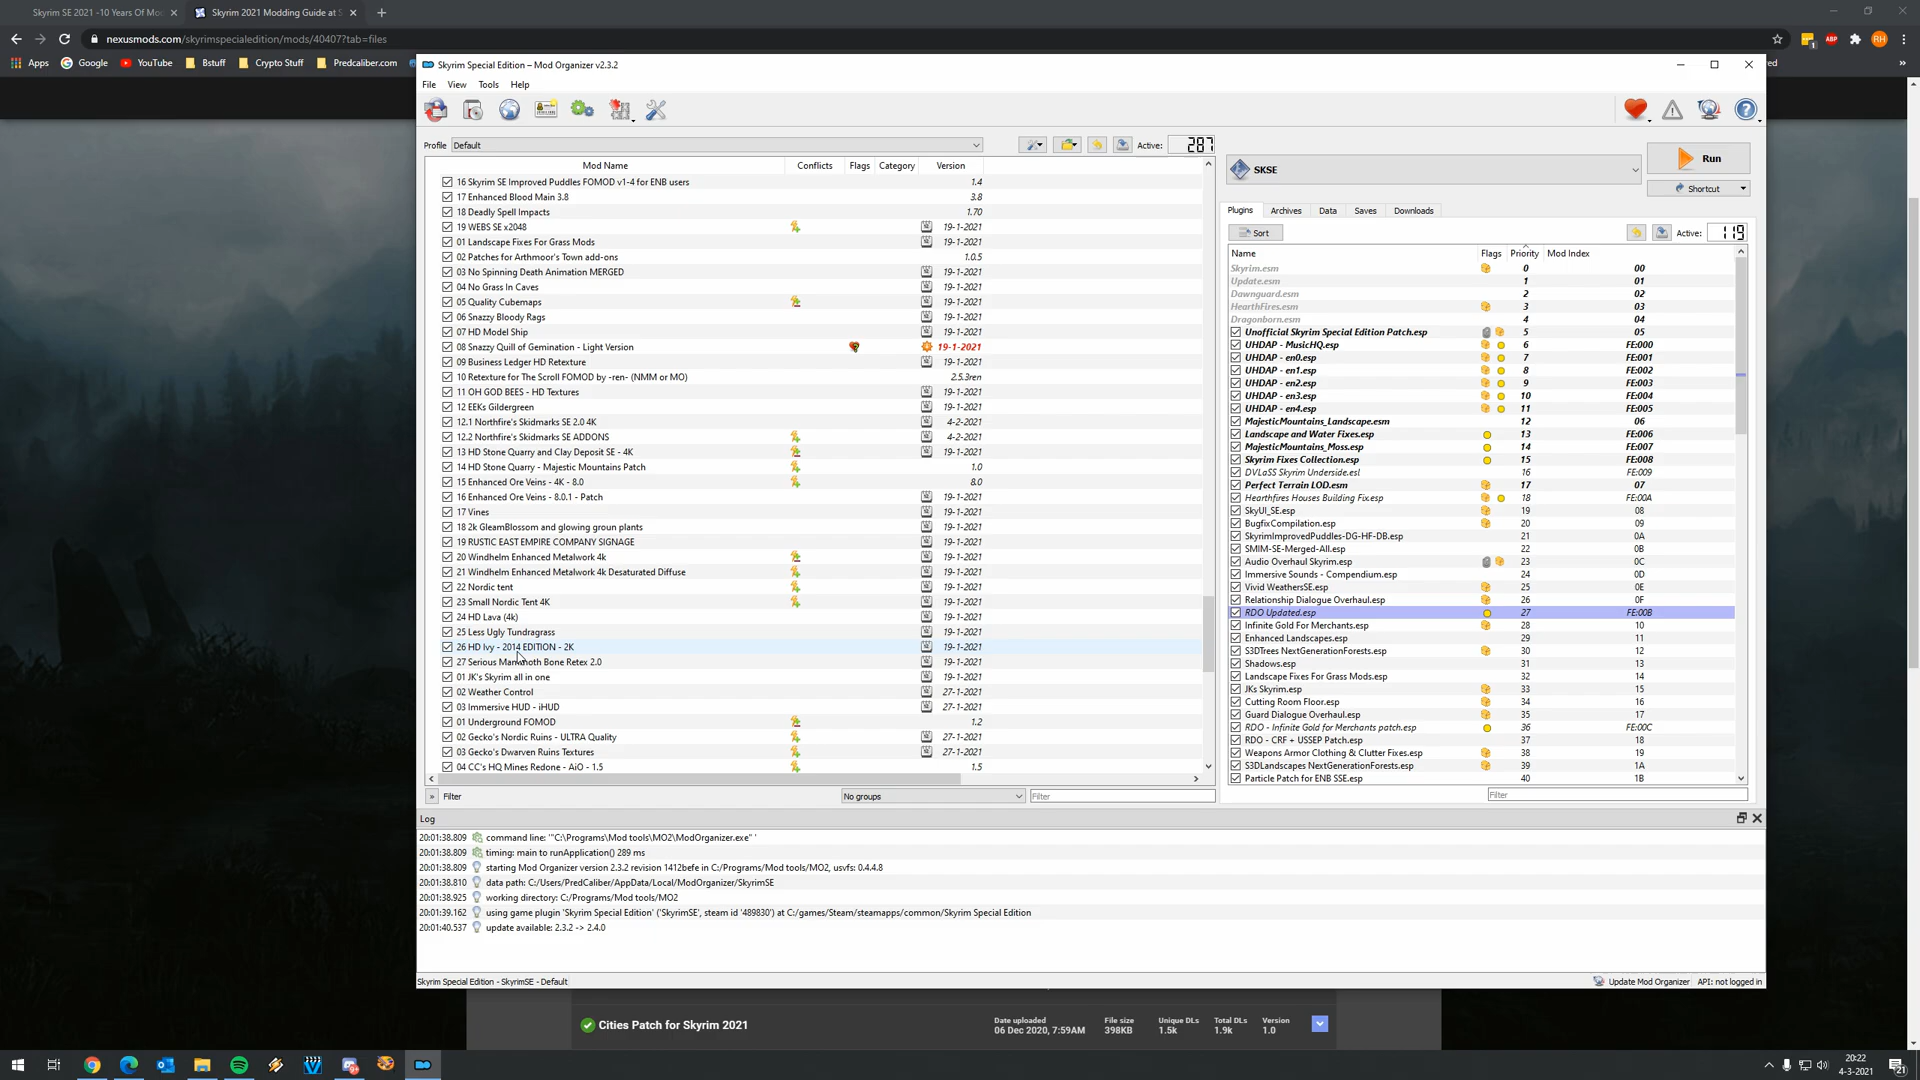 Skyrim SE 2021 -10 Years Of Mo
Skyrim 2021 Modding Guide at S
nexusmods.com/skyrimspecialedition/mods/40407?tab=files
Apps
Google
YouTube
Bstuff
Crypto Stuff
Predcaliber.com
Skyrim Special Edition – Mod Organizer v2.3.2
File View Tools Help
Profile Default Active: 287
Mod Name Conflicts Flags Category Version
16 Skyrim SE Improved Puddles FOMOD v1-4 for ENB users 1.4
17 Enhanced Blood Main 3.8 3.8
18 Deadly Spell Impacts 1.70
19 WEBS SE x2048 19-1-2021
01 Landscape Fixes For Grass Mods 19-1-2021
02 Patches for Arthmoor's Town add-ons 1.0.5
03 No Spinning Death Animation MERGED 19-1-2021
04 No Grass In Caves 19-1-2021
05 Quality Cubemaps 19-1-2021
06 Snazzy Bloody Rags 19-1-2021
07 HD Model Ship 19-1-2021
08 Snazzy Quill of Gemination - Light Version 19-1-2021
09 Business Ledger HD Retexture 19-1-2021
10 Retexture for The Scroll FOMOD by -ren- (NMM or MO) 2.5.3ren
11 OH GOD BEES - HD Textures 19-1-2021
12 EEKs Gildergreen 19-1-2021
12.1 Northfire's Skidmarks SE 2.0 4K 4-2-2021
12.2 Northfire's Skidmarks SE ADDONS 4-2-2021
13 HD Stone Quarry and Clay Deposit SE - 4K 19-1-2021
14 HD Stone Quarry - Majestic Mountains Patch 1.0
15 Enhanced Ore Veins - 4K - 8.0 8.0
16 Enhanced Ore Veins - 8.0.1 - Patch 19-1-2021
17 Vines 19-1-2021
18 2k GleamBlossom and glowing groun plants 19-1-2021
19 RUSTIC EAST EMPIRE COMPANY SIGNAGE 19-1-2021
20 Windhelm Enhanced Metalwork 4k 19-1-2021
21 Windhelm Enhanced Metalwork 4k Desaturated Diffuse 19-1-2021
22 Nordic tent 19-1-2021
23 Small Nordic Tent 4K 19-1-2021
24 HD Lava (4k) 19-1-2021
25 Less Ugly Tundragrass 19-1-2021
26 HD Ivy - 2014 EDITION - 2K 19-1-2021
27 Serious Mammoth Bone Retex 2.0 19-1-2021
01 JK's Skyrim all in one 19-1-2021
02 Weather Control 27-1-2021
03 Immersive HUD - iHUD 27-1-2021
01 Underground FOMOD 1.2
02 Gecko's Nordic Ruins - ULTRA Quality 27-1-2021
03 Gecko's Dwarven Ruins Textures 27-1-2021
04 CC's HQ Mines Redone - AiO - 1.5 1.5
Filter No groups Filter
SKSE
Run
Shortcut
Plugins Archives Data Saves Downloads
Sort Active: 119
Name Flags Priority Mod Index
Skyrim.esm 0 00
Update.esm 1 01
Dawnguard.esm 2 02
HearthFires.esm 3 03
Dragonborn.esm 4 04
Unofficial Skyrim Special Edition Patch.esp 5 05
UHDAP - MusicHQ.esp 6 FE:000
UHDAP - en0.esp 7 FE:001
UHDAP - en1.esp 8 FE:002
UHDAP - en2.esp 9 FE:003
UHDAP - en3.esp 10 FE:004
UHDAP - en4.esp 11 FE:005
MajesticMountains_Landscape.esm 12 06
Landscape and Water Fixes.esp 13 FE:006
MajesticMountains_Moss.esp 14 FE:007
Skyrim Fixes Collection.esp 15 FE:008
DVLaSS Skyrim Underside.esl 16 FE:009
Perfect Terrain LOD.esm 17 07
Hearthfires Houses Building Fix.esp 18 FE:00A
SkyUI_SE.esp 19 08
BugfixCompilation.esp 20 09
SkyrimImprovedPuddles-DG-HF-DB.esp 21 0A
SMIM-SE-Merged-All.esp 22 0B
Audio Overhaul Skyrim.esp 23 0C
Immersive Sounds - Compendium.esp 24 0D
Vivid WeathersSE.esp 25 0E
Relationship Dialogue Overhaul.esp 26 0F
RDO Updated.esp 27 FE:00B
Infinite Gold For Merchants.esp 28 10
Enhanced Landscapes.esp 29 11
S3DTrees NextGenerationForests.esp 30 12
Shadows.esp 31 13
Landscape Fixes For Grass Mods.esp 32 14
JKs Skyrim.esp 33 15
Cutting Room Floor.esp 34 16
Guard Dialogue Overhaul.esp 35 17
RDO - Infinite Gold for Merchants patch.esp 36 FE:00C
RDO - CRF + USSEP Patch.esp 37 18
Weapons Armor Clothing & Clutter Fixes.esp 38 19
S3DLandscapes NextGenerationForests.esp 39 1A
Particle Patch for ENB SSE.esp 40 1B
Filter
Log
20:01:38.809 command line: '"C:\Programs\Mod tools\MO2\ModOrganizer.exe" '
20:01:38.809 timing: main to runApplication() 289 ms
20:01:38.809 starting Mod Organizer version 2.3.2 revision 1412befe in C:/Programs/Mod tools/MO2, usvfs: 0.4.4.8
20:01:38.810 data path: C:/Users/PredCaliber/AppData/Local/ModOrganizer/SkyrimSE
20:01:38.925 working directory: C:/Programs/Mod tools/MO2
20:01:39.162 using game plugin 'Skyrim Special Edition' ('SkyrimSE', steam id '489830') at C:/games/Steam/steamapps/common/Skyrim Special Edition
20:01:40.537 update available: 2.3.2 -> 2.4.0
Skyrim Special Edition - SkyrimSE - Default
Update Mod Organizer API: not logged in
Cities Patch for Skyrim 2021
Date uploaded File size Unique DLs Total DLs Version
06 Dec 2020, 7:59AM 398KB 1.5k 1.9k 1.0
20:22
4-3-2021